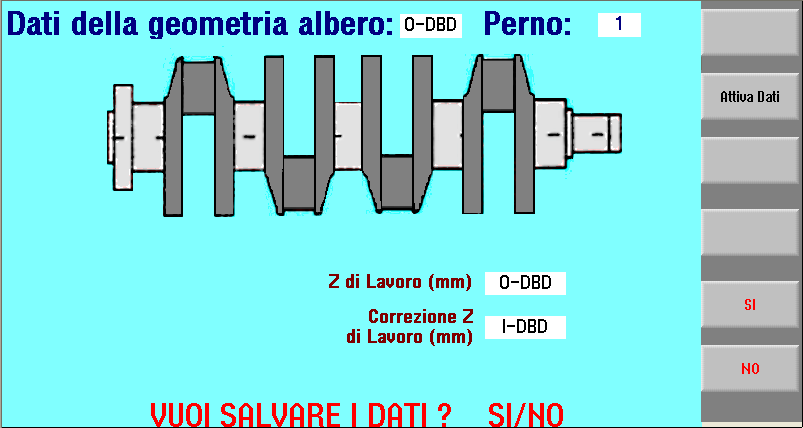 Dati della geometria albero: O-DBD Perno: 1
Attiva Dati
Z di Lavoro (mm) O-DBD
Correzione Z
di Lavoro (mm) I-DBD
SI
NO
VUOI SALVARE I DATI ? SI/NO